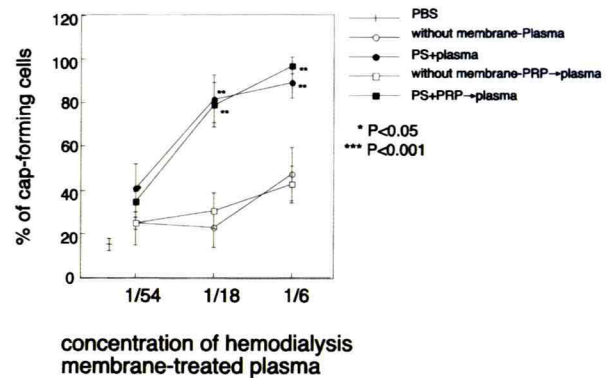 120
100
80
60
40
20
0
% of cap-forming cells
**
**
**
**
1/54
1/18
1/6
concentration of hemodialysis
membrane-treated plasma
PBS
without membrane-Plasma
PS+plasma
without membrane-PRP→plasma
PS+PRP→plasma
* P<0.05
*** P<0.001